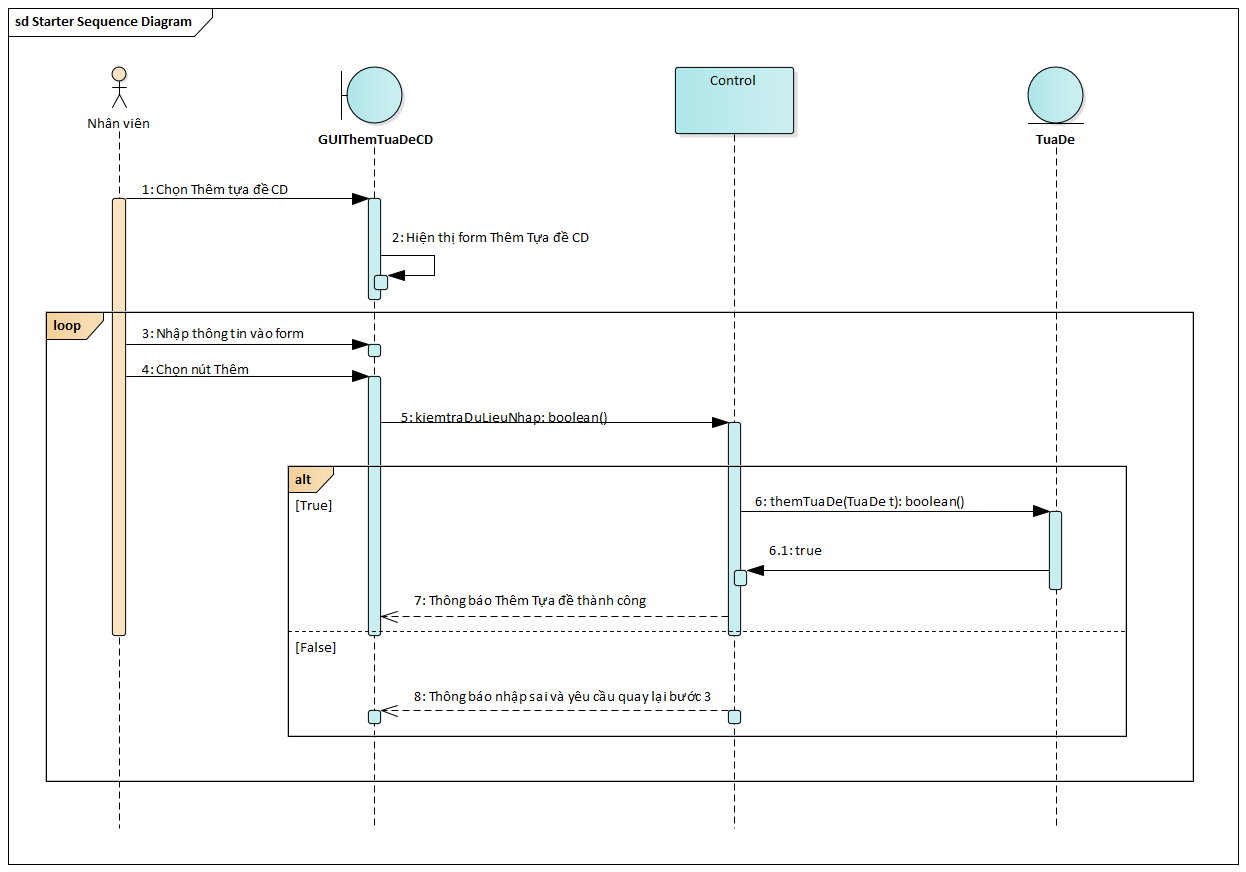 sd Starter Sequence Diagram
Nhân viên
GUIThemTuaDeCD
Control
TuaDe
1: Chọn Thêm tựa đề CD
2: Hiện thị form Thêm Tựa đề CD
loop
3: Nhập thông tin vào form
4: Chọn nút Thêm
5: kiemtraDuLieuNhap: boolean()
alt
[True]
6: themTuaDe(TuaDe t): boolean()
6.1: true
7: Thông báo Thêm Tựa đề thành công
[False]
8: Thông báo nhập sai và yêu cầu quay lại bước 3